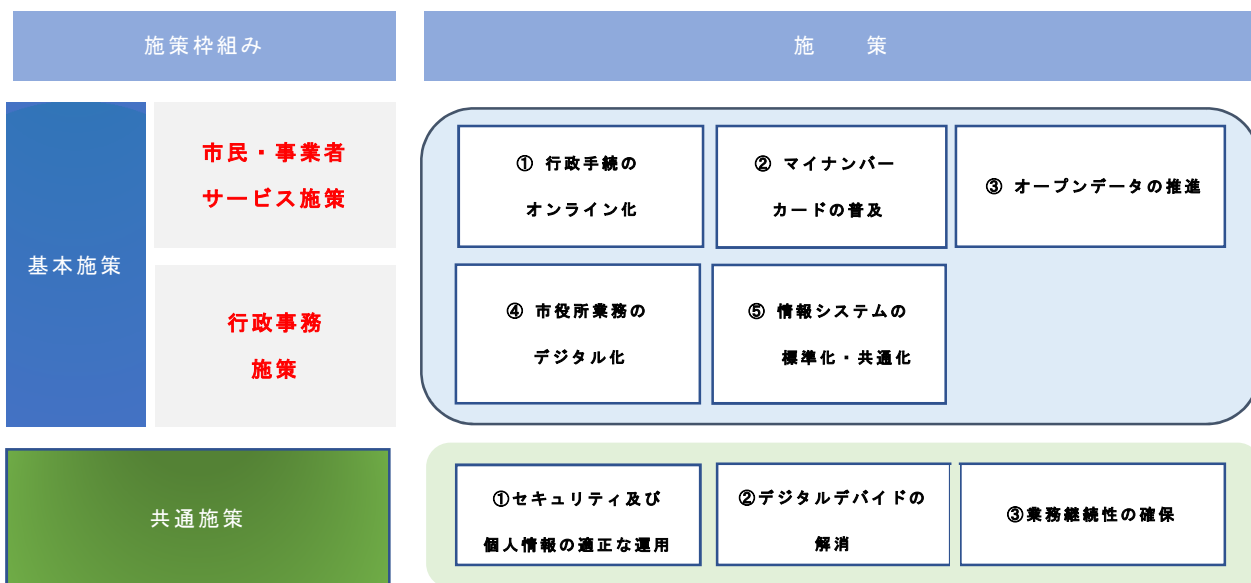 施策枠組み
施　　策
基本施策
市民・事業者
サービス施策
① 行政手続の
オンライン化
② マイナンバー
カードの普及
③ オープンデータの推進
行政事務
施策
④ 市役所業務の
デジタル化
⑤ 情報システムの
標準化・共通化
共通施策
①セキュリティ及び
個人情報の適正な運用
②デジタルデバイドの
解消
③業務継続性の確保